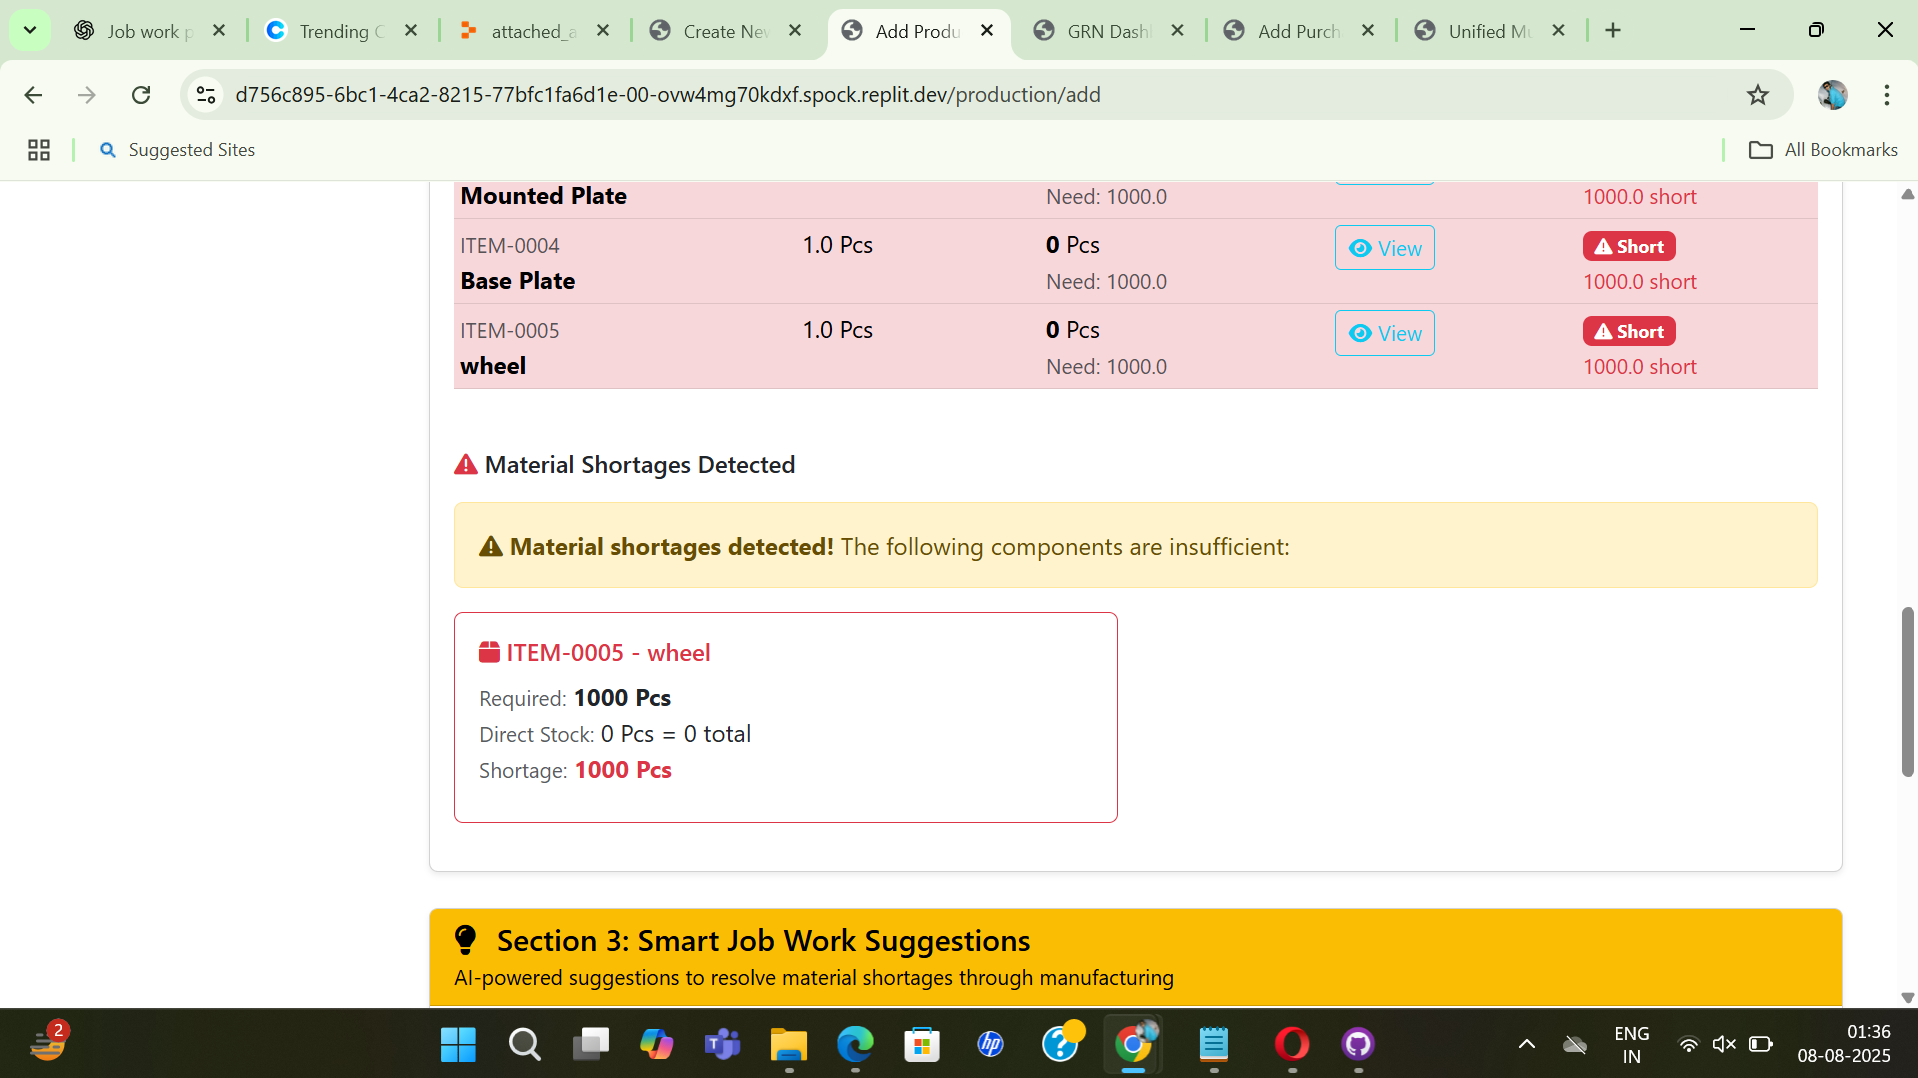 Job work p
Trending C
attached_a
Create New
Add Produ
GRN Dash
Add Purch
Unified Mu
d756c895-6bc1-4ca2-8215-77bfc1fa6d1e-00-ovw4mg70kdxf.spock.replit.dev/production/add
Suggested Sites
All Bookmarks
Mounted Plate Need: 1000.0 1000.0 short
ITEM-0004 1.0 Pcs 0 Pcs View Short
Base Plate Need: 1000.0 1000.0 short
ITEM-0005 1.0 Pcs 0 Pcs View Short
wheel Need: 1000.0 1000.0 short
Material Shortages Detected
Material shortages detected! The following components are insufficient:
ITEM-0005 - wheel
Required: 1000 Pcs
Direct Stock: 0 Pcs = 0 total
Shortage: 1000 Pcs
Section 3: Smart Job Work Suggestions
AI-powered suggestions to resolve material shortages through manufacturing
2
hp
ENG
IN
01:36
08-08-2025